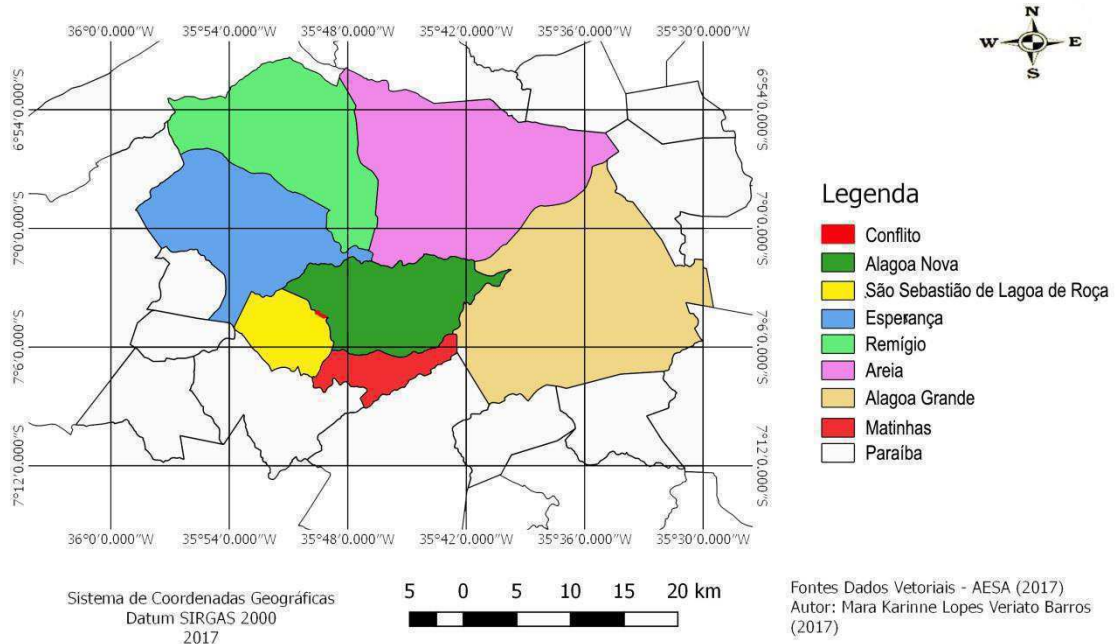 36°0'0.000"W 35°54'0.000"W 35°48'0.000"W 35°42'0.000"W 35°36'0.000"W 35°30'0.000"W
N
W E
S
6°54'0.000"S
6°54'0.000"S
7°0'0.000"S
7°0'0.000"S
7°6'0.000"S
7°6'0.000"S
7°12'0.000"S
7°12'0.000"S
36°0'0.000"W 35°54'0.000"W 35°48'0.000"W 35°42'0.000"W 35°36'0.000"W 35°30'0.000"W
Legenda
Conflito
Alagoa Nova
São Sebastião de Lagoa de Roça
Esperança
Remígio
Areia
Alagoa Grande
Matinhas
Paraíba
Sistema de Coordenadas Geográficas
Datum SIRGAS 2000
2017
5 0 5 10 15 20 km
Fontes Dados Vetoriais - AESA (2017)
Autor: Mara Karinne Lopes Veriato Barros
(2017)